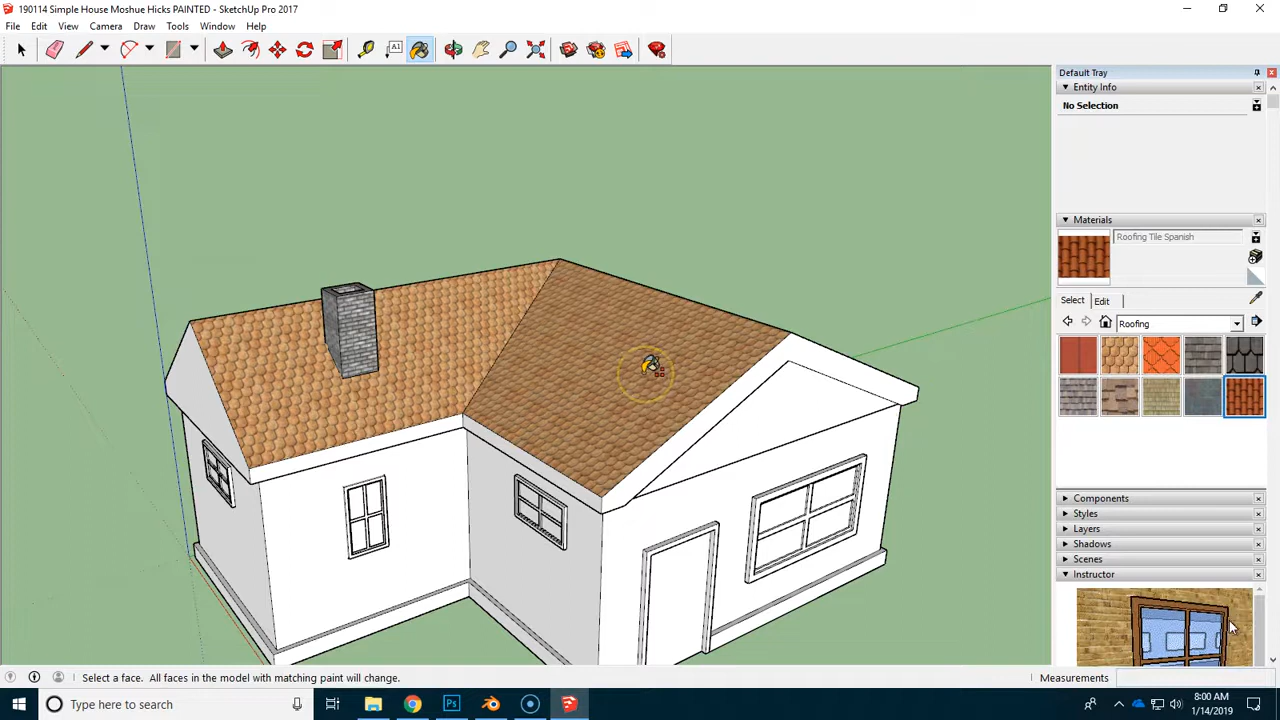 190114 Simple House Moshue Hicks PAINTED - SketchUp Pro 2017
File Edit View Camera Draw Tools Window Help
A1
Default Tray
Entity Info
No Selection
Materials
Roofing Tile Spanish
Select Edit
Roofing
Components
Styles
Layers
Shadows
Scenes
Instructor
Select a face. All faces in the model with matching paint will change.
Measurements
Type here to search
Ps
8:00 AM
1/14/2019